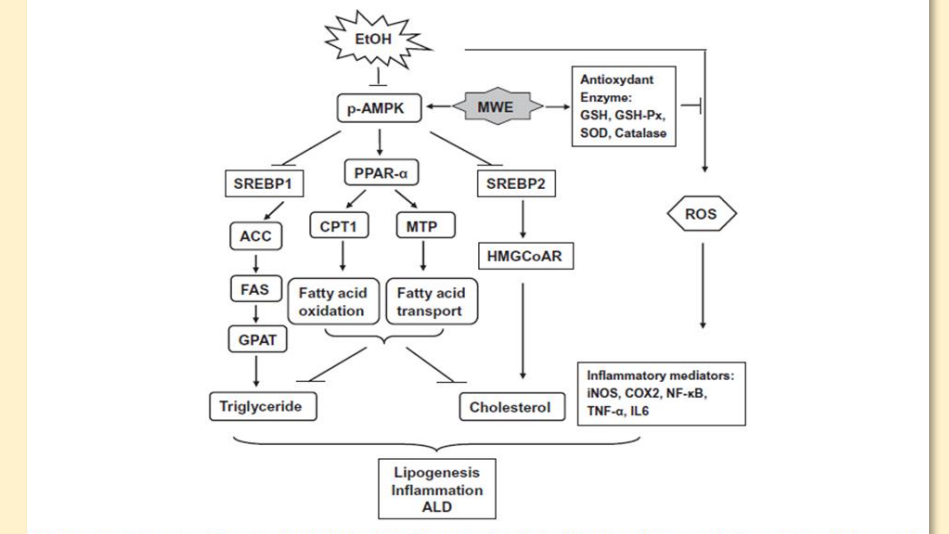 EtOH
p-AMPK
MWE
Antioxydant
Enzyme:
GSH, GSH-Px,
SOD, Catalase
SREBP1
PPAR-α
SREBP2
ROS
ACC
CPT1
MTP
HMGCoAR
FAS
Fatty acid
oxidation
Fatty acid
transport
GPAT
Triglyceride
Cholesterol
Inflammatory mediators:
iNOS, COX2, NF-κB,
TNF-α, IL6
Lipogenesis
Inflammation
ALD